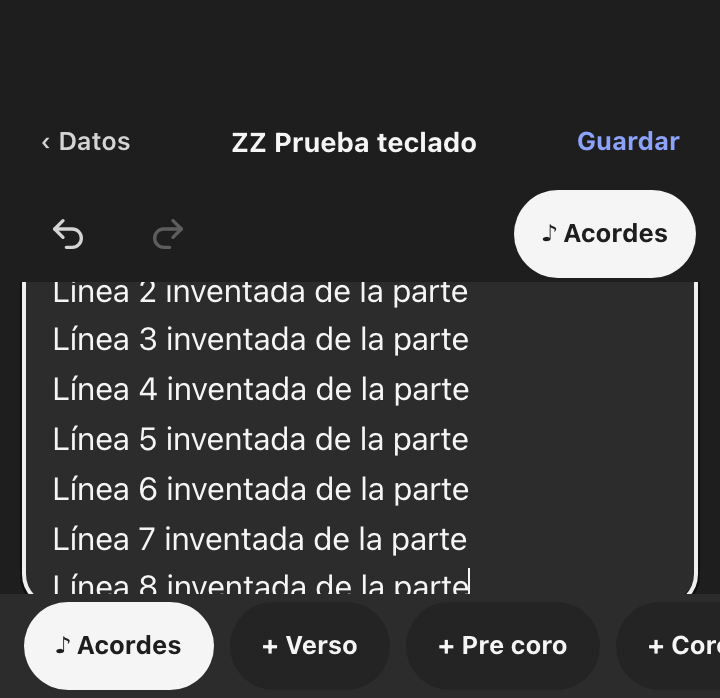 ‹ Datos
ZZ Prueba teclado
Guardar
♪ Acordes
Línea 2 inventada de la parte
Línea 3 inventada de la parte
Línea 4 inventada de la parte
Línea 5 inventada de la parte
Línea 6 inventada de la parte
Línea 7 inventada de la parte
Línea 8 inventada de la parte
♪ Acordes
+ Verso
+ Pre coro
+ Coro